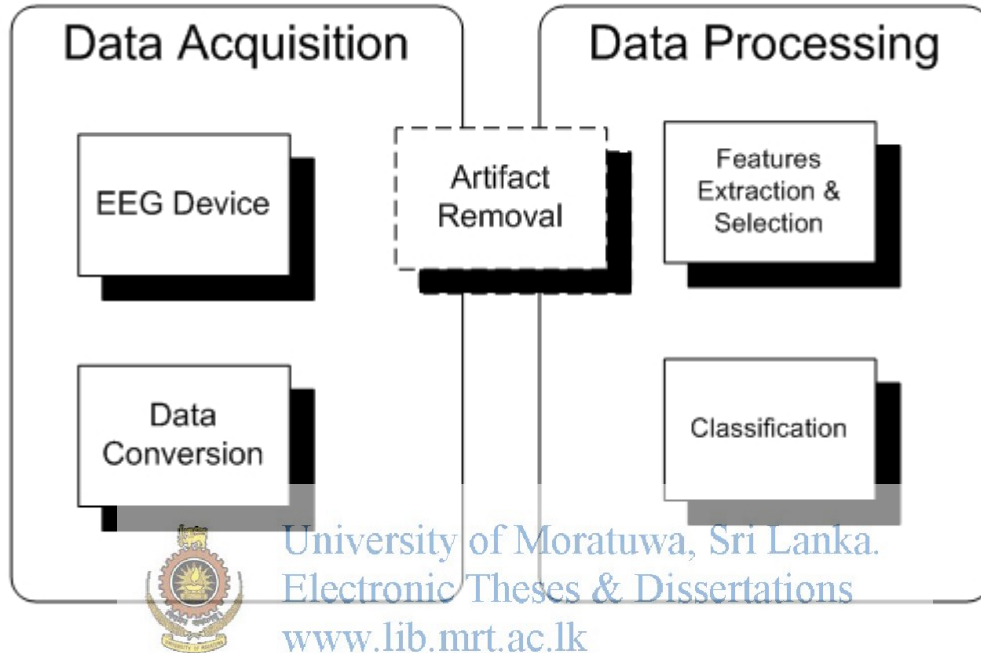 Data Acquisition
EEG Device
Data
Conversion
Artifact
Removal
Data Processing
Features
Extraction &
Selection
Classification
University of Moratuwa, Sri Lanka.
Electronic Theses & Dissertations
www.lib.mrt.ac.lk